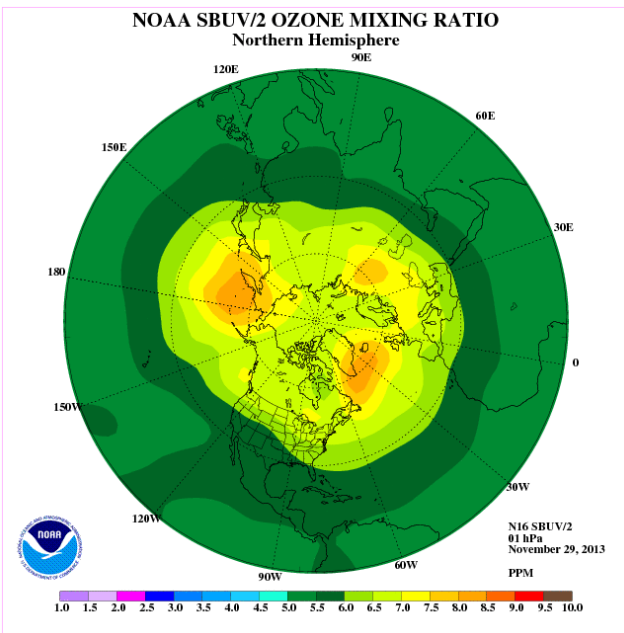 NOAA SBUV/2 OZONE MIXING RATIO
Northern Hemisphere
90E
120E
60E
150E
30E
180
0
150W
30W
120W
60W
90W
NOAA
N16 SBUV/2
01 hPa
November 29, 2013
PPM
1.0 1.5 2.0 2.5 3.0 3.5 4.0 4.5 5.0 5.5 6.0 6.5 7.0 7.5 8.0 8.5 9.0 9.5 10.0